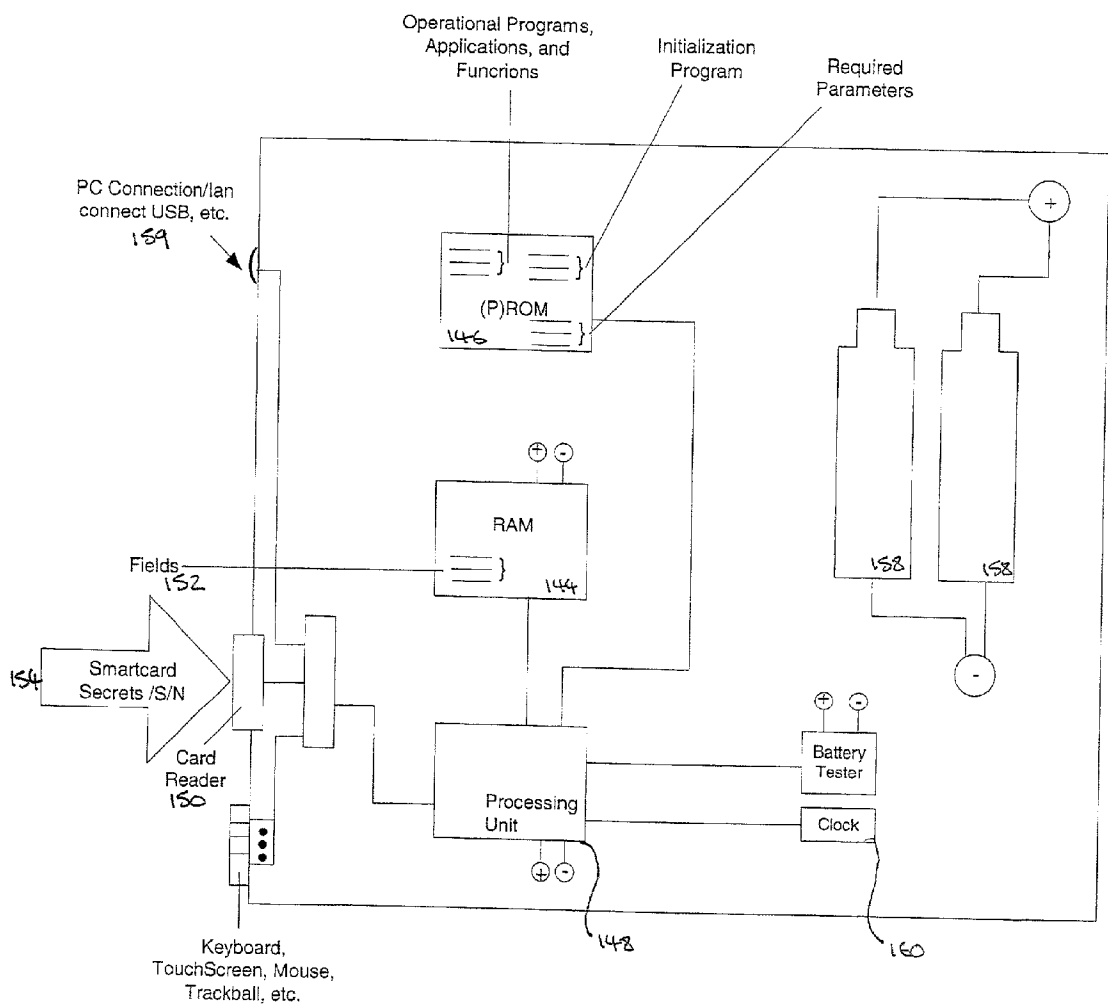 Operational Programs,
Applications, and
Funcrions
Initialization
Program
Required
Parameters
PC Connection/lan
connect USB, etc.
159
(P)ROM
146
+
RAM
+ -
144
Fields
152
158
158
-
154
Smartcard
Secrets /S/N
Card
Reader
150
Processing
Unit
+ -
+ -
Battery
Tester
Clock
148
160
Keyboard,
TouchScreen, Mouse,
Trackball, etc.